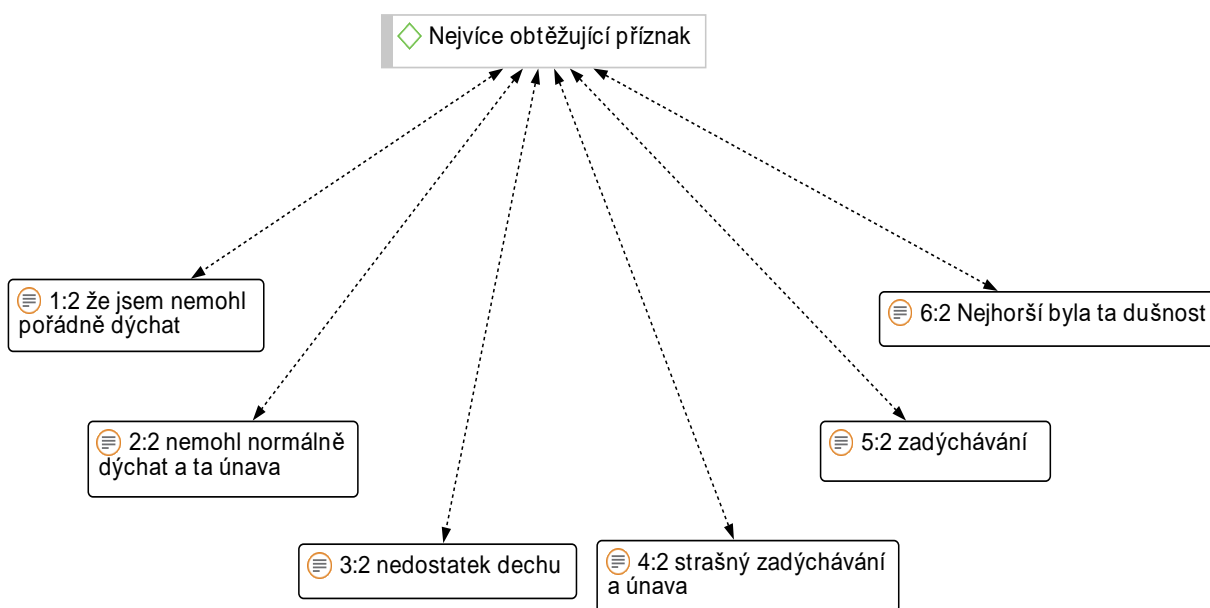 Nejvíce obtěžující příznak
1:2 že jsem nemohl
pořádně dýchat
6:2 Nejhorší byla ta dušnost
2:2 nemohl normálně
dýchat a ta únava
5:2 zadýchávání
3:2 nedostatek dechu
4:2 strašný zadýchávání
a únava